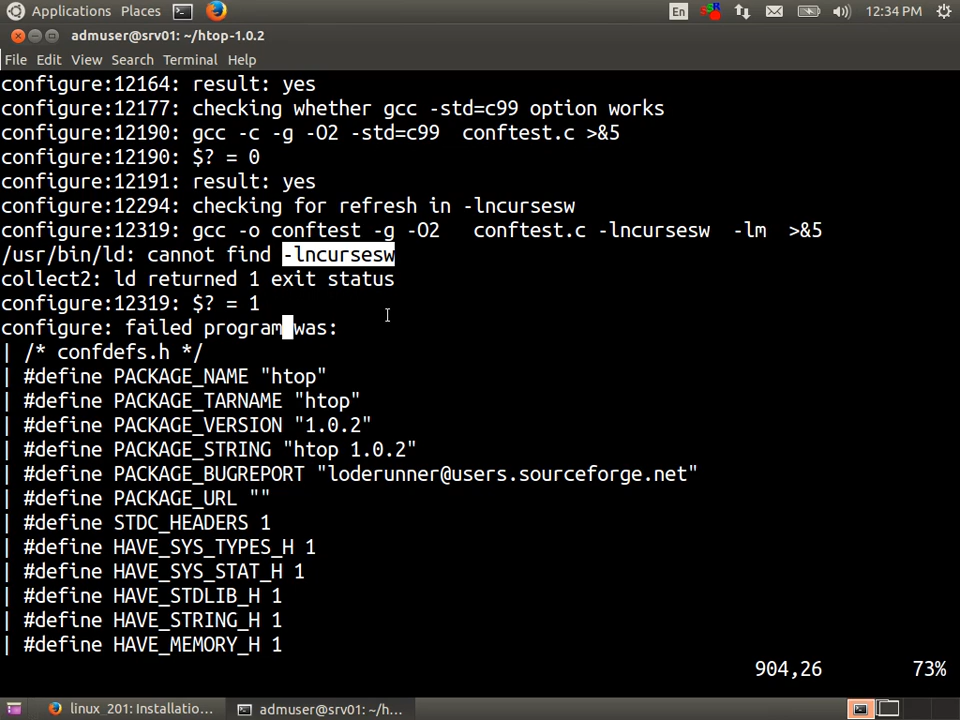 Applications Places En SSR 12:34 PM
admuser@srv01: ~/htop-1.0.2
File Edit View Search Terminal Help
configure:12164: result: yes
configure:12177: checking whether gcc -std=c99 option works
configure:12190: gcc -c -g -O2 -std=c99  conftest.c >&5
configure:12190: $? = 0
configure:12191: result: yes
configure:12294: checking for refresh in -lncursesw
configure:12319: gcc -o conftest -g -O2   conftest.c -lncursesw  -lm  >&5
/usr/bin/ld: cannot find -lncursesw
collect2: ld returned 1 exit status
configure:12319: $? = 1
configure: failed program was:
| /* confdefs.h */
| #define PACKAGE_NAME "htop"
| #define PACKAGE_TARNAME "htop"
| #define PACKAGE_VERSION "1.0.2"
| #define PACKAGE_STRING "htop 1.0.2"
| #define PACKAGE_BUGREPORT "loderunner@users.sourceforge.net"
| #define PACKAGE_URL ""
| #define STDC_HEADERS 1
| #define HAVE_SYS_TYPES_H 1
| #define HAVE_SYS_STAT_H 1
| #define HAVE_STDLIB_H 1
| #define HAVE_STRING_H 1
| #define HAVE_MEMORY_H 1
904,26 73%
linux_201: Installatio... admuser@srv01: ~/h...